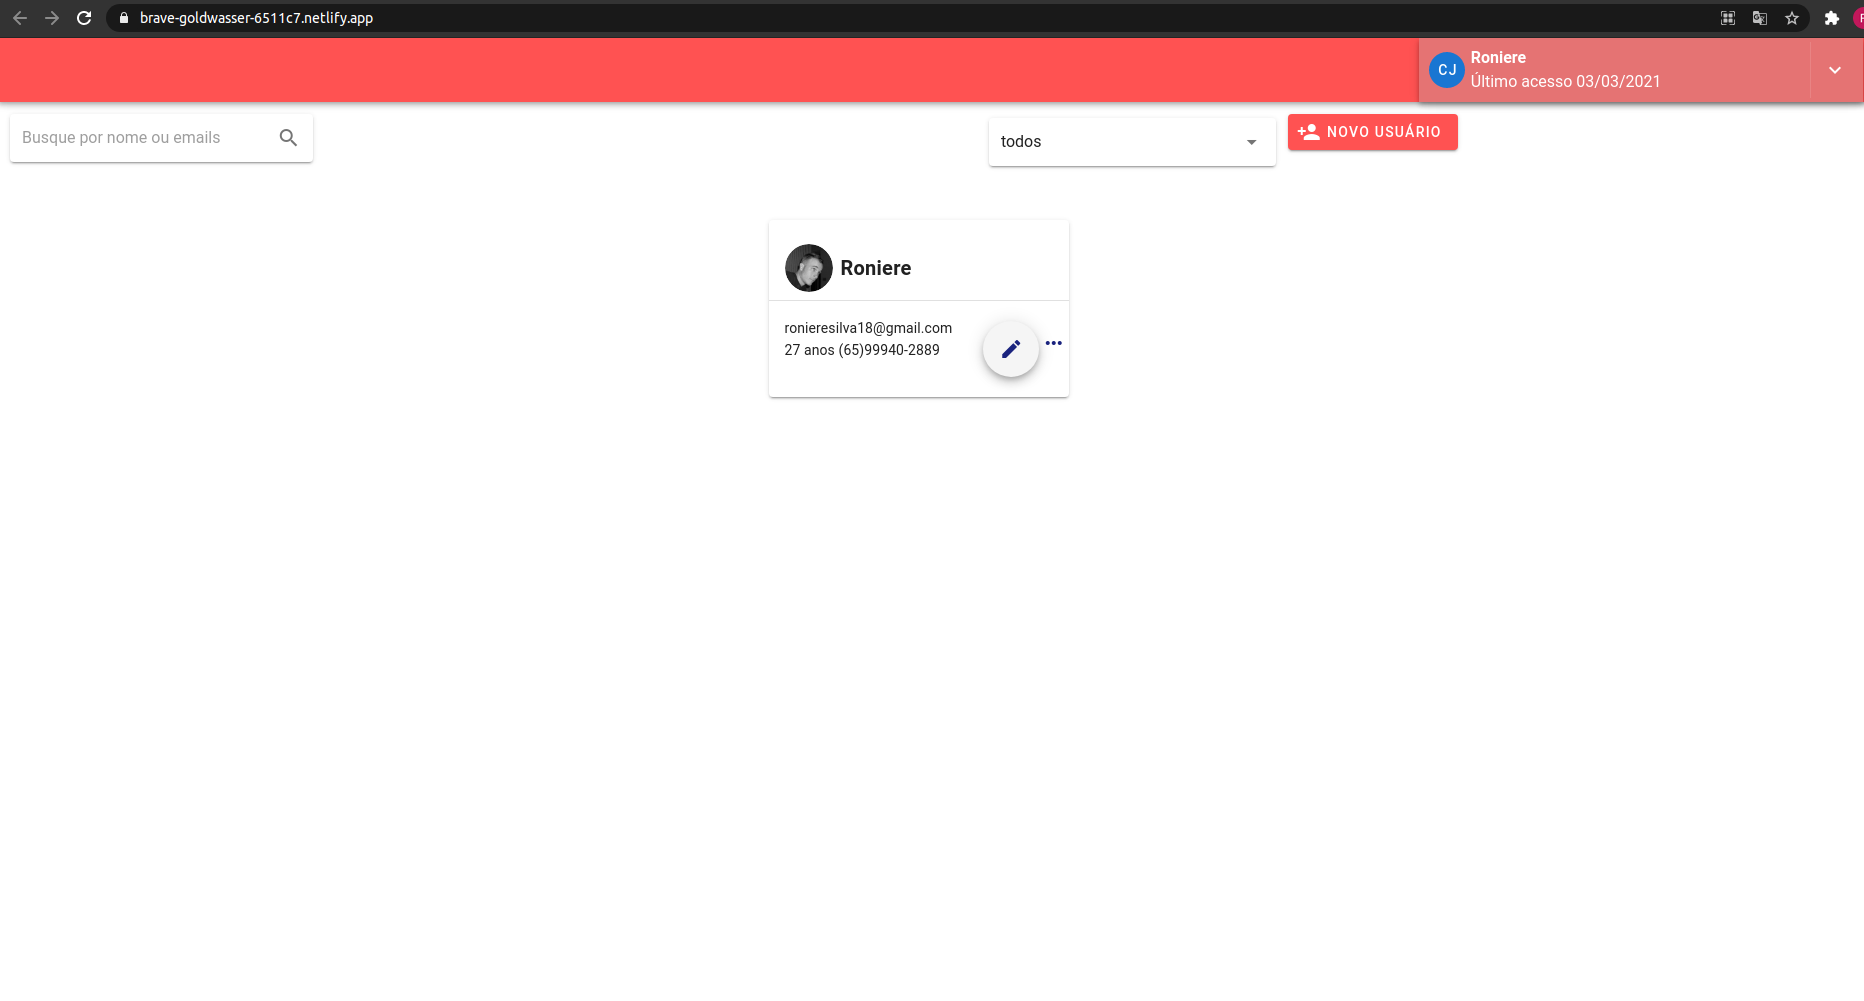 brave-goldwasser-6511c7.netlify.app
CJ
Roniere
Último acesso 03/03/2021
Busque por nome ou emails
todos
NOVO USUÁRIO
Roniere
ronieresilva18@gmail.com
27 anos (65)99940-2889